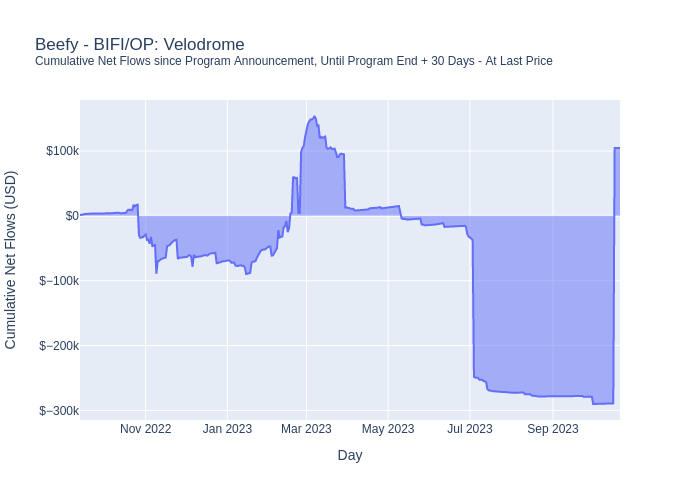 Beefy - BIFI/OP: Velodrome
Cumulative Net Flows since Program Announcement, Until Program End + 30 Days - At Last Price
Cumulative Net Flows (USD)
$100k
$0
$−100k
$−200k
$−300k
Nov 2022 Jan 2023 Mar 2023 May 2023 Jul 2023 Sep 2023
Day